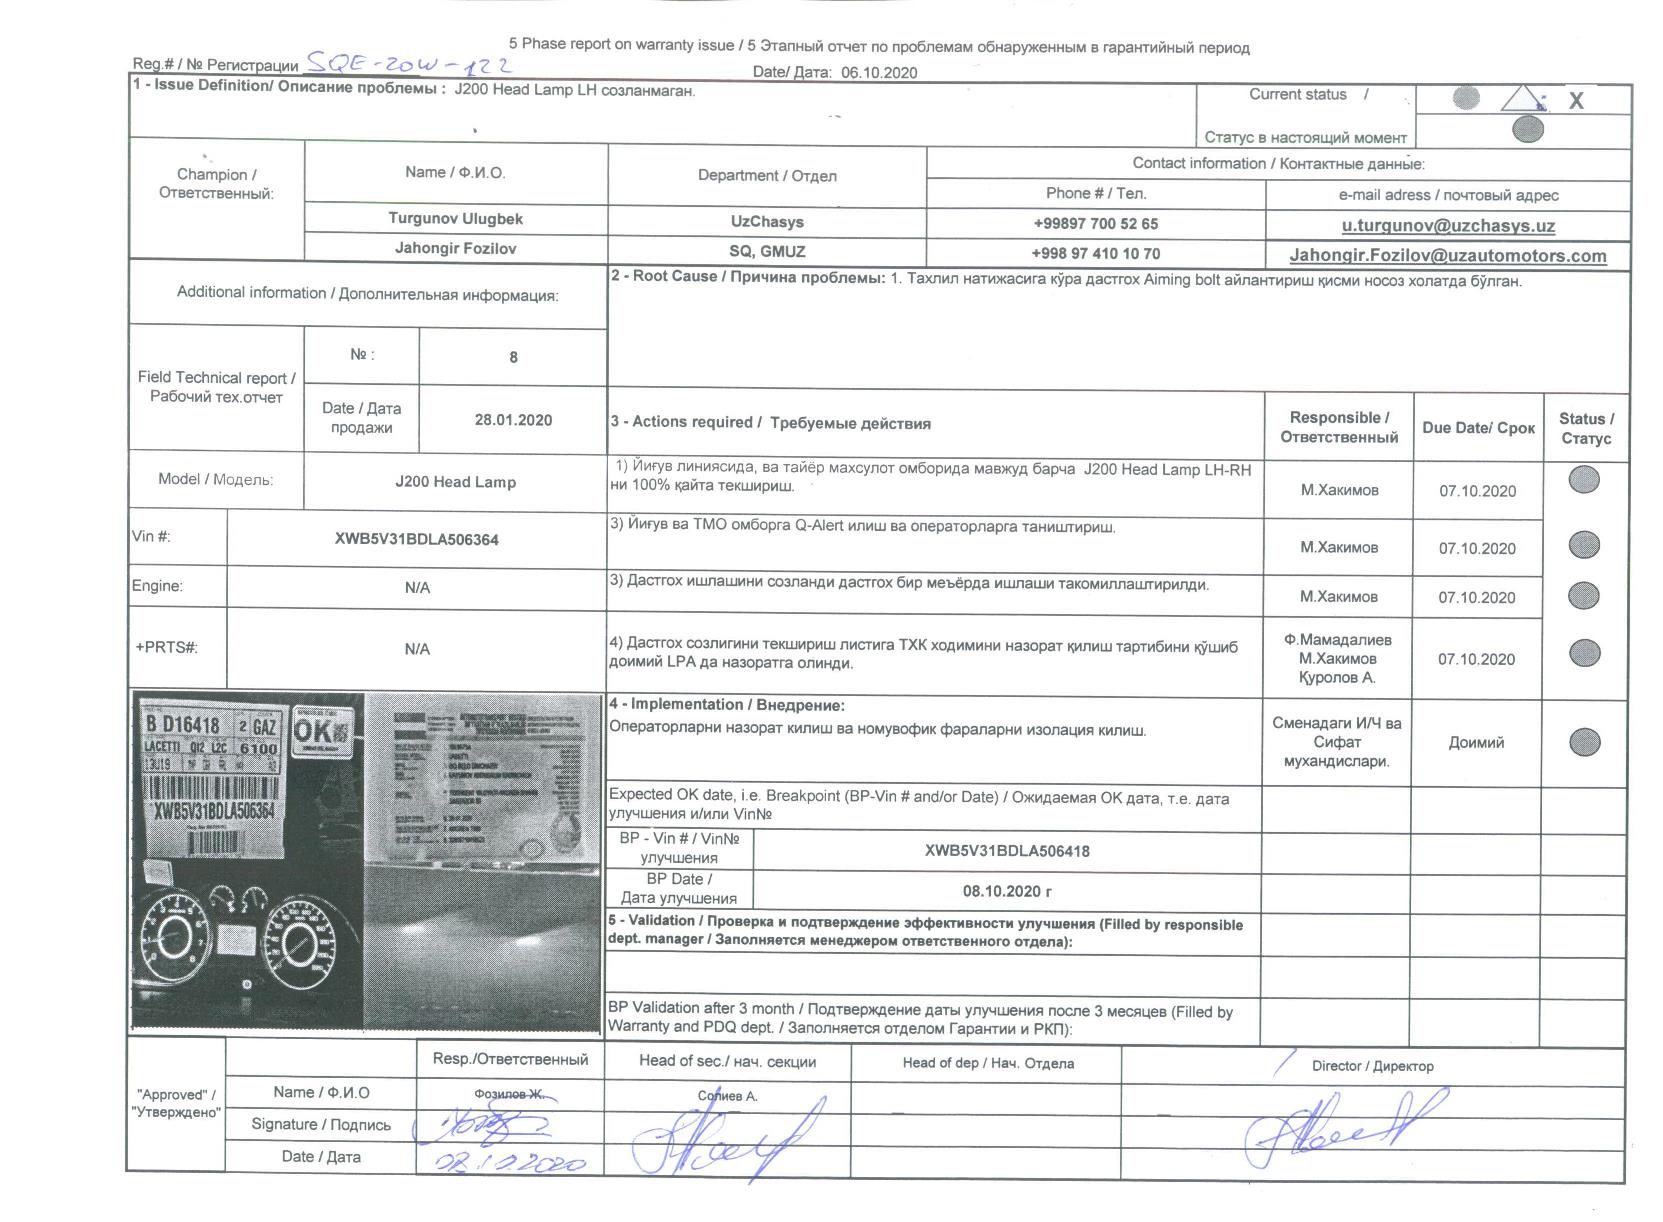 5 Phase report on warranty issue / 5 Этапный отчет по проблемам обнаруженным в гарантийный период
Reg.# / № Регистрации SQE-20W-122
Date/ Дата: 06.10.2020
1 - Issue Definition/ Описание проблемы : J200 Head Lamp LH созланмаган.
Current status /
Статус в настоящий момент
X
Champion /
Ответственный:
Name / Ф.И.О.
Department / Отдел
Contact information / Контактные данные:
Phone # / Тел.
e-mail adress / почтовый адрес
Turgunov Ulugbek
UzChasys
+99897 700 52 65
u.turgunov@uzchasys.uz
Jahongir Fozilov
SQ, GMUZ
+998 97 410 10 70
Jahongir.Fozilov@uzautomotors.com
Additional information / Дополнительная информация:
2 - Root Cause / Причина проблемы: 1. Тахлил натижасига кўра дастгох Aiming bolt айлантириш қисми носоз холатда бўлган.
Field Technical report /
Рабочий тех.отчет
№ :
8
Date / Дата
продажи
28.01.2020
3 - Actions required / Требуемые действия
Responsible /
Ответственный
Due Date/ Срок
Status /
Статус
Model / Модель:
J200 Head Lamp
1) Йиғув линиясида, ва тайёр махсулот омборида мавжуд барча J200 Head Lamp LH-RH
ни 100% қайта текшириш.
М.Хакимов
07.10.2020
Vin #:
XWB5V31BDLA506364
3) Йиғув ва ТМО омборга Q-Alert илиш ва операторларга таништириш.
М.Хакимов
07.10.2020
Engine:
N/A
3) Дастгох ишлашини созланди дастгох бир меъёрда ишлаши такомиллаштирилди.
М.Хакимов
07.10.2020
+PRTS#:
N/A
4) Дастгох созлигини текшириш листига ТХК ходимини назорат қилиш тартибини қўшиб
доимий LPA да назоратга олинди.
Ф.Мамадалиев
М.Хакимов
Қуролов А.
07.10.2020
B D16418 2 GAZ
LACETTI Q12 L2C 6100
13U19
OK
XWB5V31BDLA506364
4 - Implementation / Внедрение:
Операторларни назорат килиш ва номувофик фараларни изоляция килиш.
Сменадаги И/Ч ва
Сифат
мухандислари.
Доимий
Expected OK date, i.e. Breakpoint (BP-Vin # and/or Date) / Ожидаемая ОК дата, т.е. дата
улучшения и/или Vin№
BP - Vin # / Vin№
улучшения
XWB5V31BDLA506418
BP Date /
Дата улучшения
08.10.2020 г
5 - Validation / Проверка и подтверждение эффективности улучшения (Filled by responsible
dept. manager / Заполняется менеджером ответственного отдела):
BP Validation after 3 month / Подтверждение даты улучшения после 3 месяцев (Filled by
Warranty and PDQ dept. / Заполняется отделом Гарантии и РКП):
"Approved" /
"Утверждено"
Resp./Ответственный
Head of sec./ нач. секции
Head of dep / Нач. Отдела
Director / Директор
Name / Ф.И.О
Фозилов Ж.
Солиев А.
Signature / Подпись
Date / Дата
08.10.2020